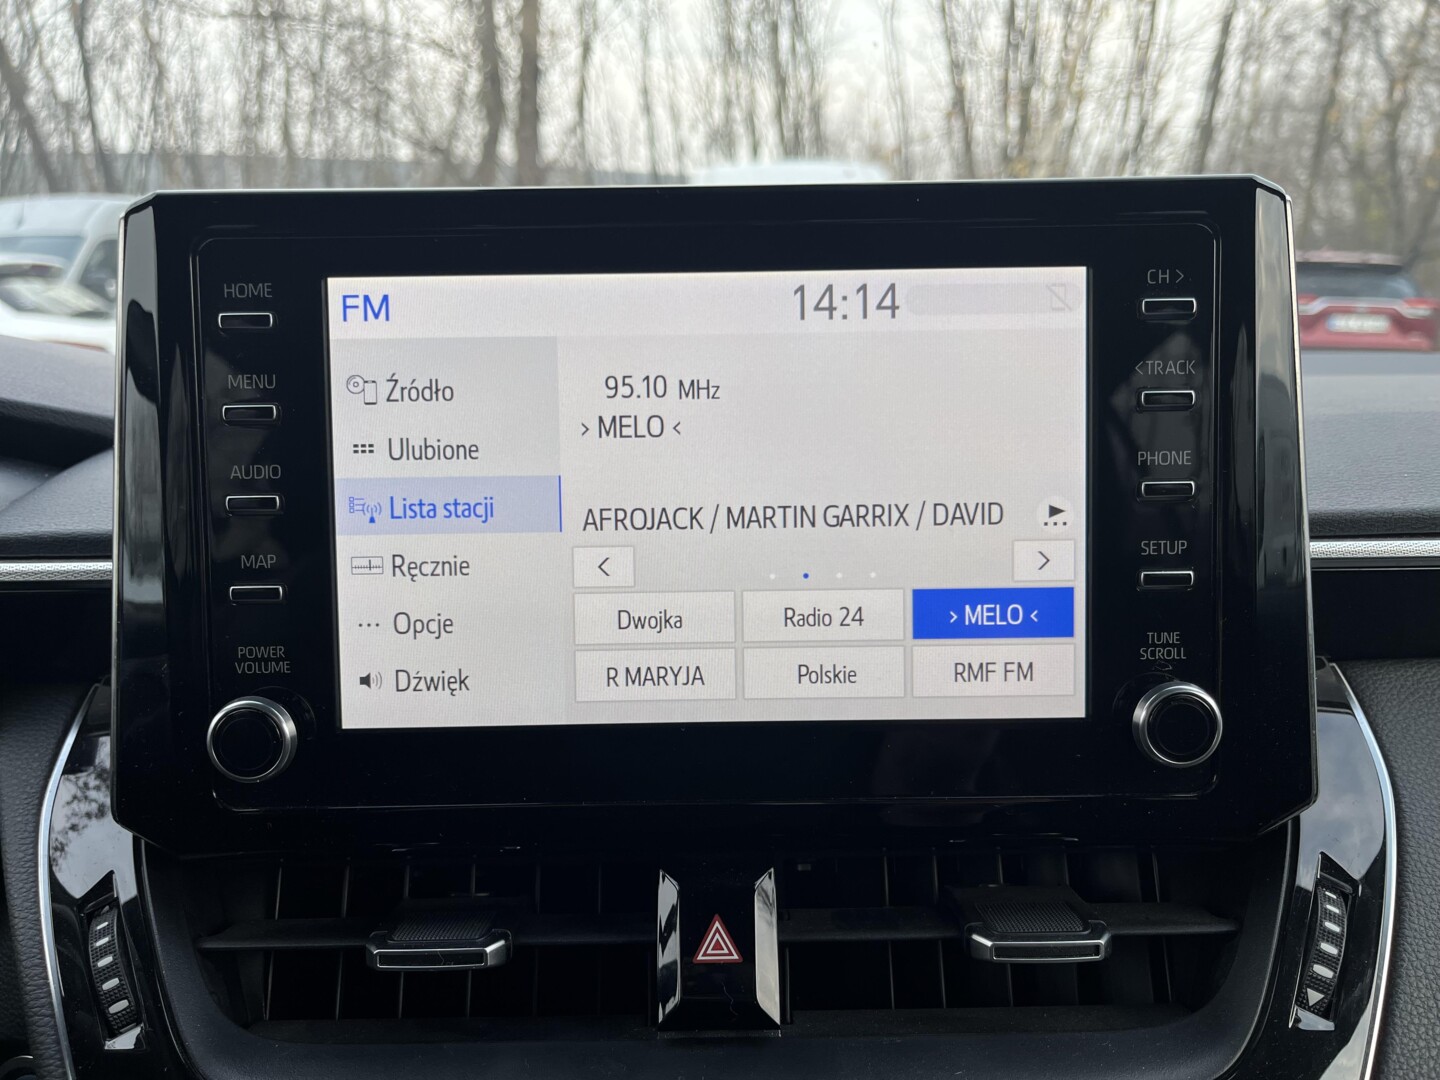 HOME
MENU
AUDIO
MAP
POWER
VOLUME
FM
14:14
Źródło
Ulubione
Lista stacji
Ręcznie
Opcje
Dźwięk
95.10 MHz
> MELO <
AFROJACK / MARTIN GARRIX / DAVID
Dwojka
Radio 24
> MELO <
R MARYJA
Polskie
RMF FM
CH >
< TRACK
PHONE
SETUP
TUNE
SCROLL